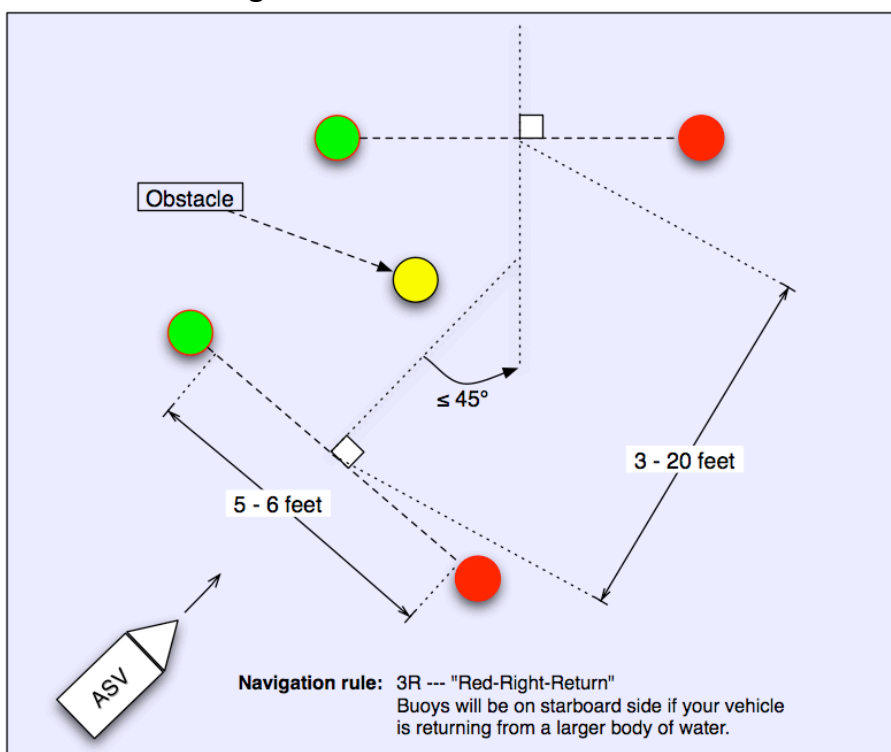 Obstacle
≤ 45°
3 - 20 feet
5 - 6 feet
ASV
Navigation rule: 3R --- "Red-Right-Return"
Buoys will be on starboard side if your vehicle
is returning from a larger body of water.